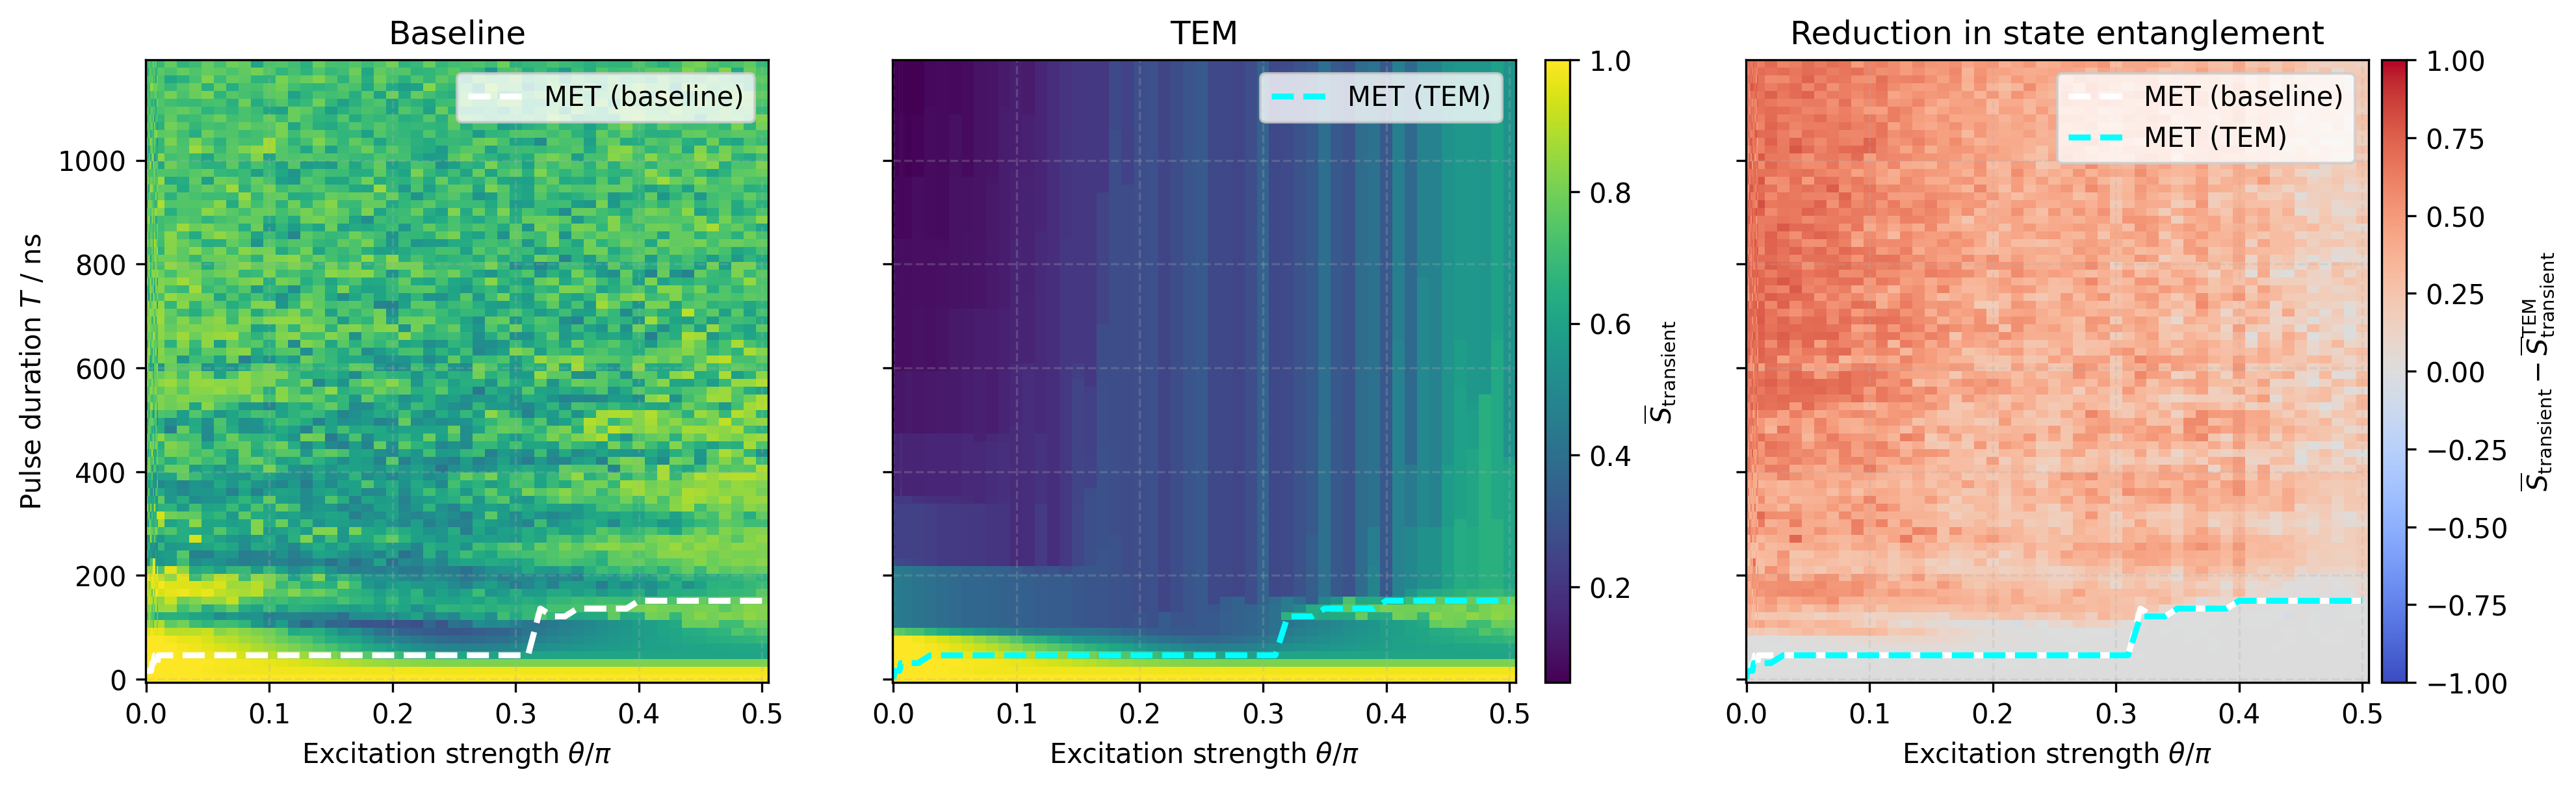 Baseline
MET (baseline)
1000
800
600
400
200
0
Pulse duration T / ns
0.0 0.1 0.2 0.3 0.4 0.5
Excitation strength θ/π
TEM
MET (TEM)
0.0 0.1 0.2 0.3 0.4 0.5
Excitation strength θ/π
1.0
0.8
0.6
0.4
0.2
S̅transient
Reduction in state entanglement
MET (baseline)
MET (TEM)
0.0 0.1 0.2 0.3 0.4 0.5
Excitation strength θ/π
1.00
0.75
0.50
0.25
0.00
−0.25
−0.50
−0.75
−1.00
S̅transient − S̅TEM transient